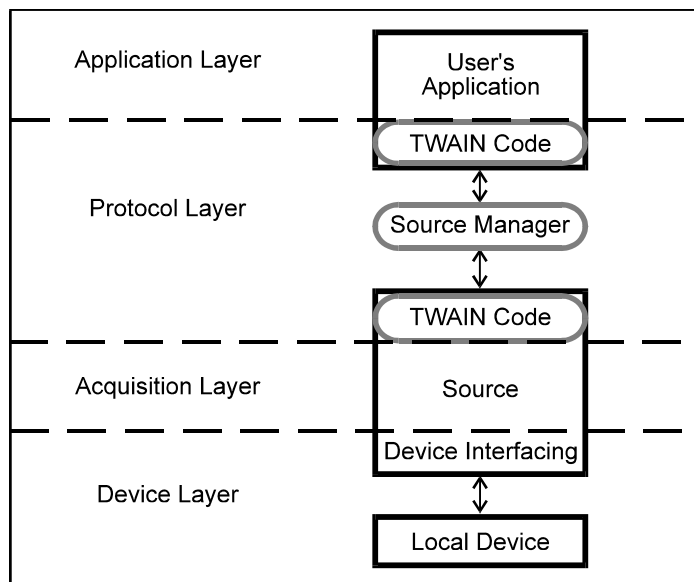 Application Layer
User's
Application
TWAIN Code
Protocol Layer
Source Manager
TWAIN Code
Acquisition Layer
Source
Device Interfacing
Device Layer
Local Device